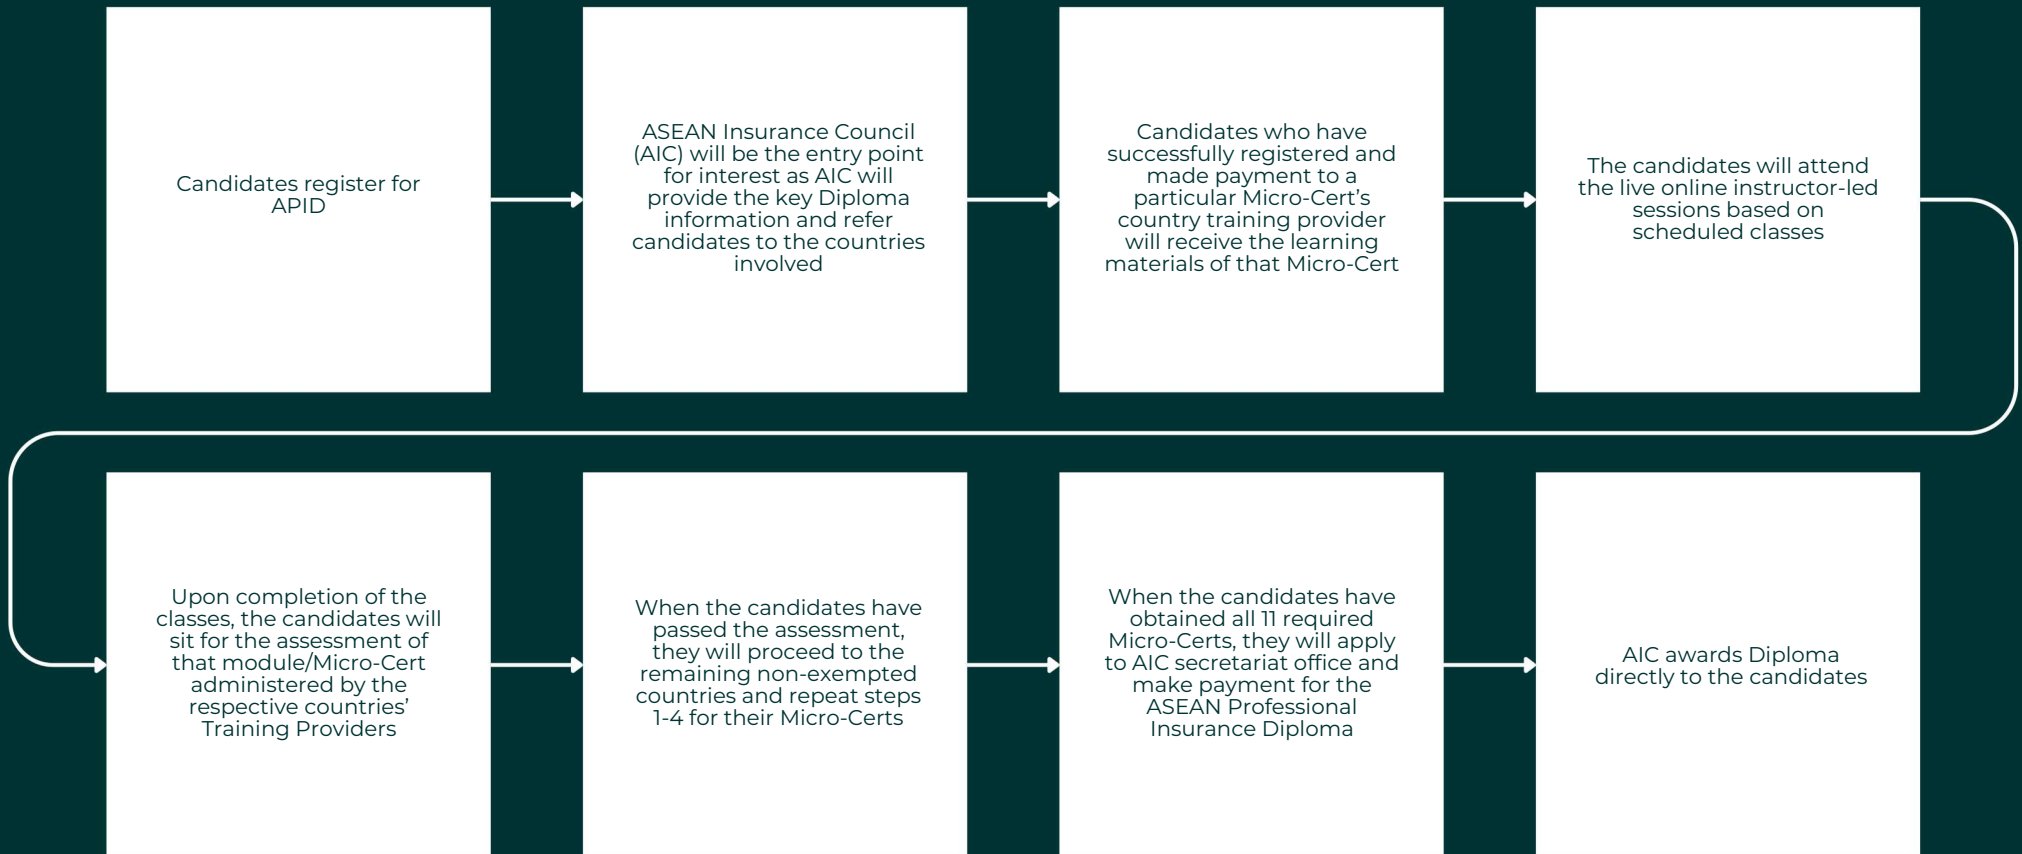 Candidates register for
APID
ASEAN Insurance Council
(AIC) will be the entry point
for interest as AIC will
provide the key Diploma
information and refer
candidates to the countries
involved
Candidates who have
successfully registered and
made payment to a
particular Micro-Cert’s
country training provider
will receive the learning
materials of that Micro-Cert
The candidates will attend
the live online instructor-led
sessions based on
scheduled classes
Upon completion of the
classes, the candidates will
sit for the assessment of
that module/Micro-Cert
administered by the
respective countries’
Training Providers
When the candidates have
passed the assessment,
they will proceed to the
remaining non-exempted
countries and repeat steps
1-4 for their Micro-Certs
When the candidates have
obtained all 11 required
Micro-Certs, they will apply
to AIC secretariat office and
make payment for the
ASEAN Professional
Insurance Diploma
AIC awards Diploma
directly to the candidates